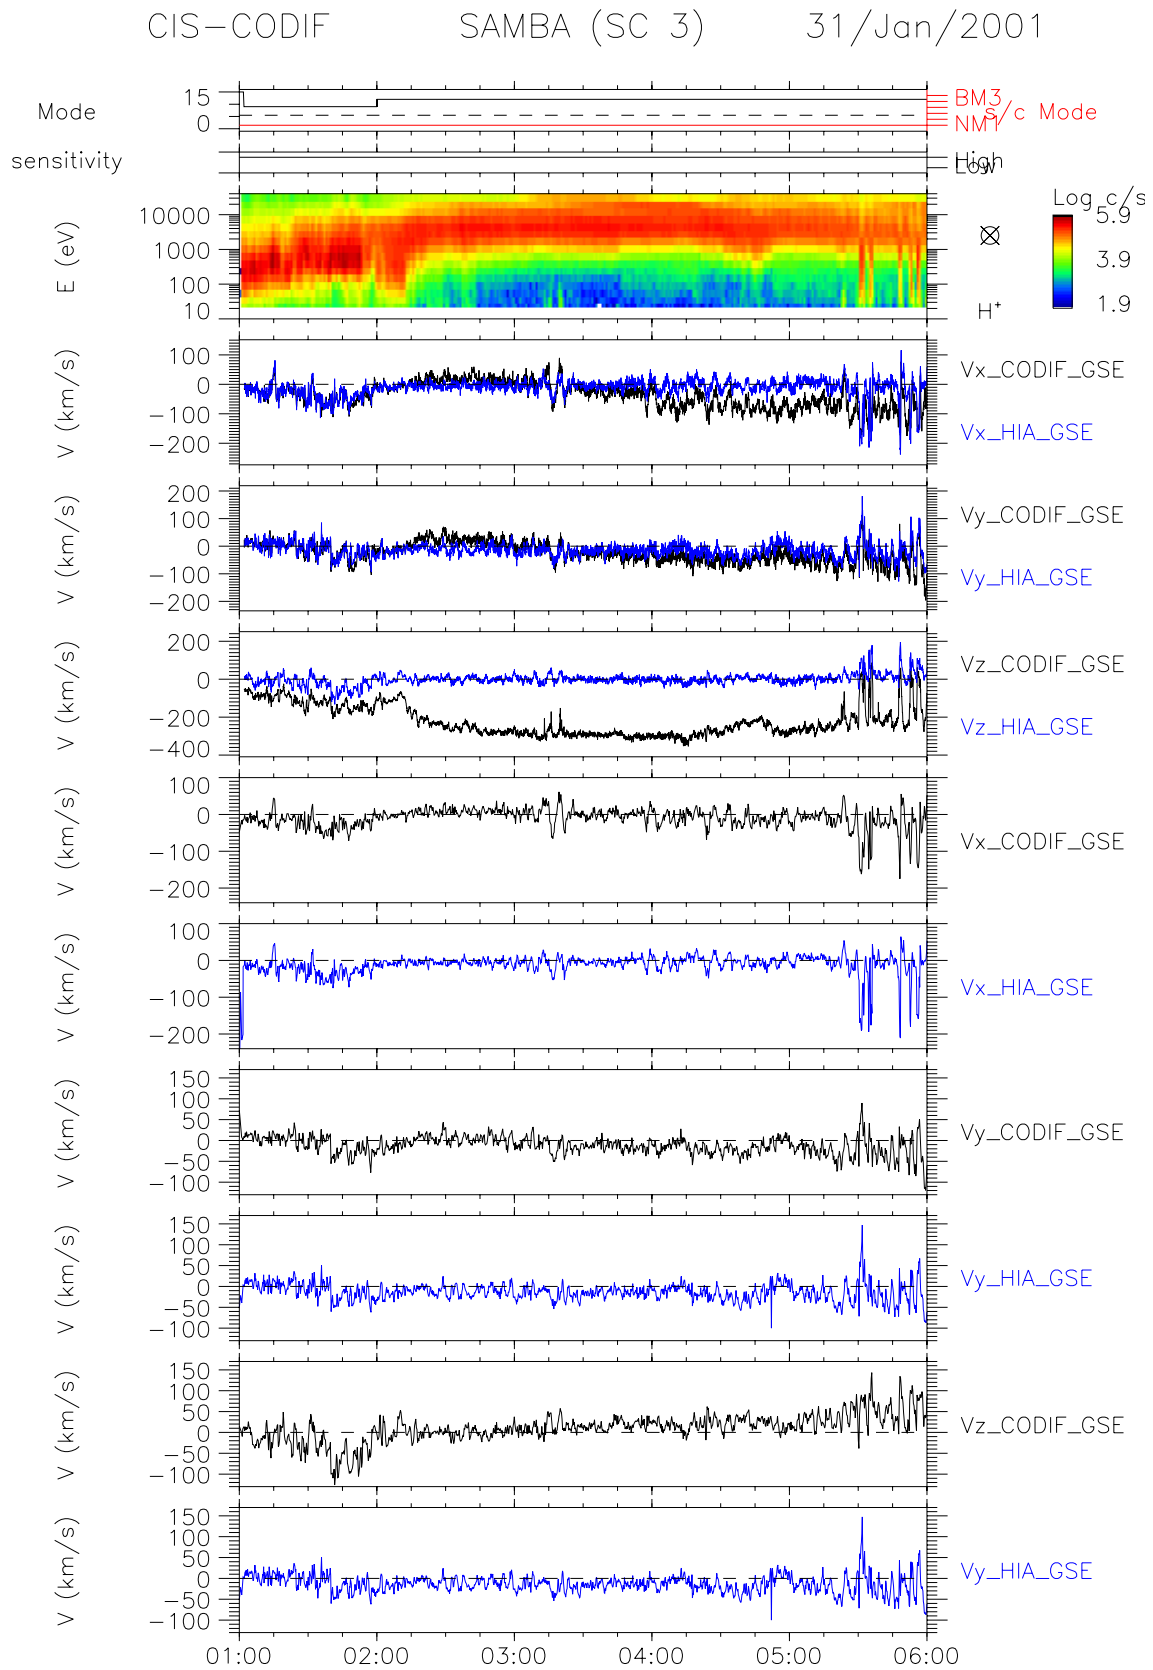 CIS-CODIF SAMBA (SC 3) 31/Jan/2001
Mode 15 0 BM3 NM1 s/c Mode
sensitivity High Low
E (eV) 10000 1000 100 10 H+ Log c/s 5.9 3.9 1.9
V (km/s) 100 0 -100 -200 Vx_CODIF_GSE Vx_HIA_GSE
V (km/s) 200 100 0 -100 -200 Vy_CODIF_GSE Vy_HIA_GSE
V (km/s) 200 0 -200 -400 Vz_CODIF_GSE Vz_HIA_GSE
V (km/s) 100 0 -100 -200 Vx_CODIF_GSE
V (km/s) 100 0 -100 -200 Vx_HIA_GSE
V (km/s) 150 100 50 0 -50 -100 Vy_CODIF_GSE
V (km/s) 150 100 50 0 -50 -100 Vy_HIA_GSE
V (km/s) 150 100 50 0 -50 -100 Vz_CODIF_GSE
V (km/s) 150 100 50 0 -50 -100 Vy_HIA_GSE
01:00 02:00 03:00 04:00 05:00 06:00